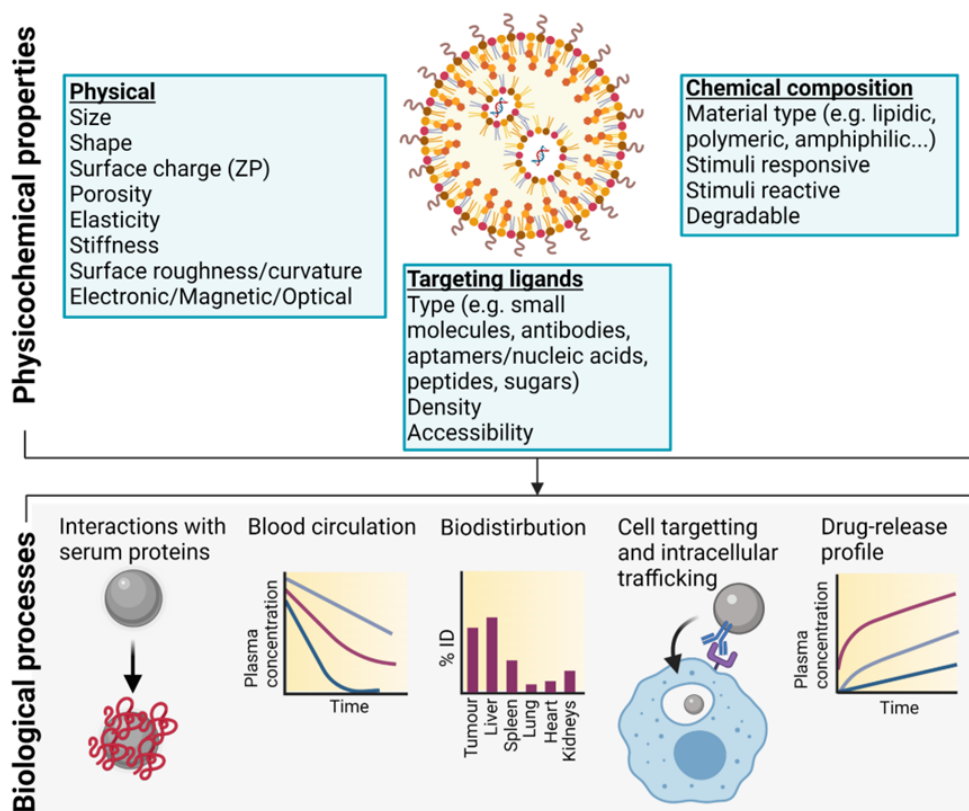 Physicochemical properties
Physical
Size
Shape
Surface charge (ZP)
Porosity
Elasticity
Stiffness
Surface roughness/curvature
Electronic/Magnetic/Optical
Targeting ligands
Type (e.g. small
molecules, antibodies,
aptamers/nucleic acids,
peptides, sugars)
Density
Accessibility
Chemical composition
Material type (e.g. lipidic,
polymeric, amphiphilic...)
Stimuli responsive
Stimuli reactive
Degradable
Biological processes
Interactions with
serum proteins
Blood circulation
Plasma
concentration
Time
Biodistirbution
% ID
Tumour
Liver
Spleen
Lung
Heart
Kidneys
Cell targetting
and intracellular
trafficking
Drug-release
profile
Plasma
concentration
Time